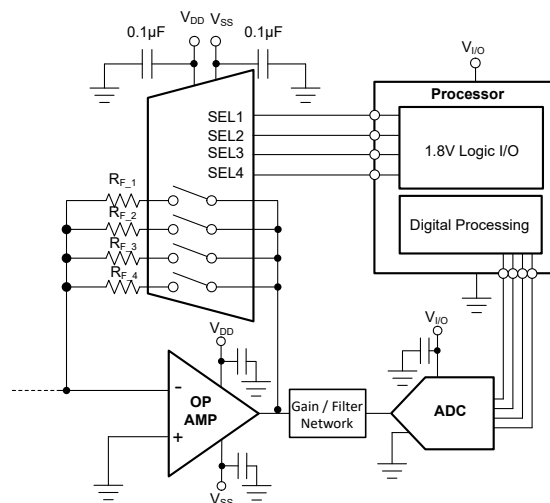 V_DD V_SS
0.1µF 0.1µF
V_I/O
Processor
SEL1
SEL2
SEL3
SEL4
1.8V Logic I/O
R_F_1
R_F_2
R_F_3
R_F_4
Digital Processing
V_DD
V_I/O
-
OP
AMP
+
Gain / Filter
Network
ADC
V_SS